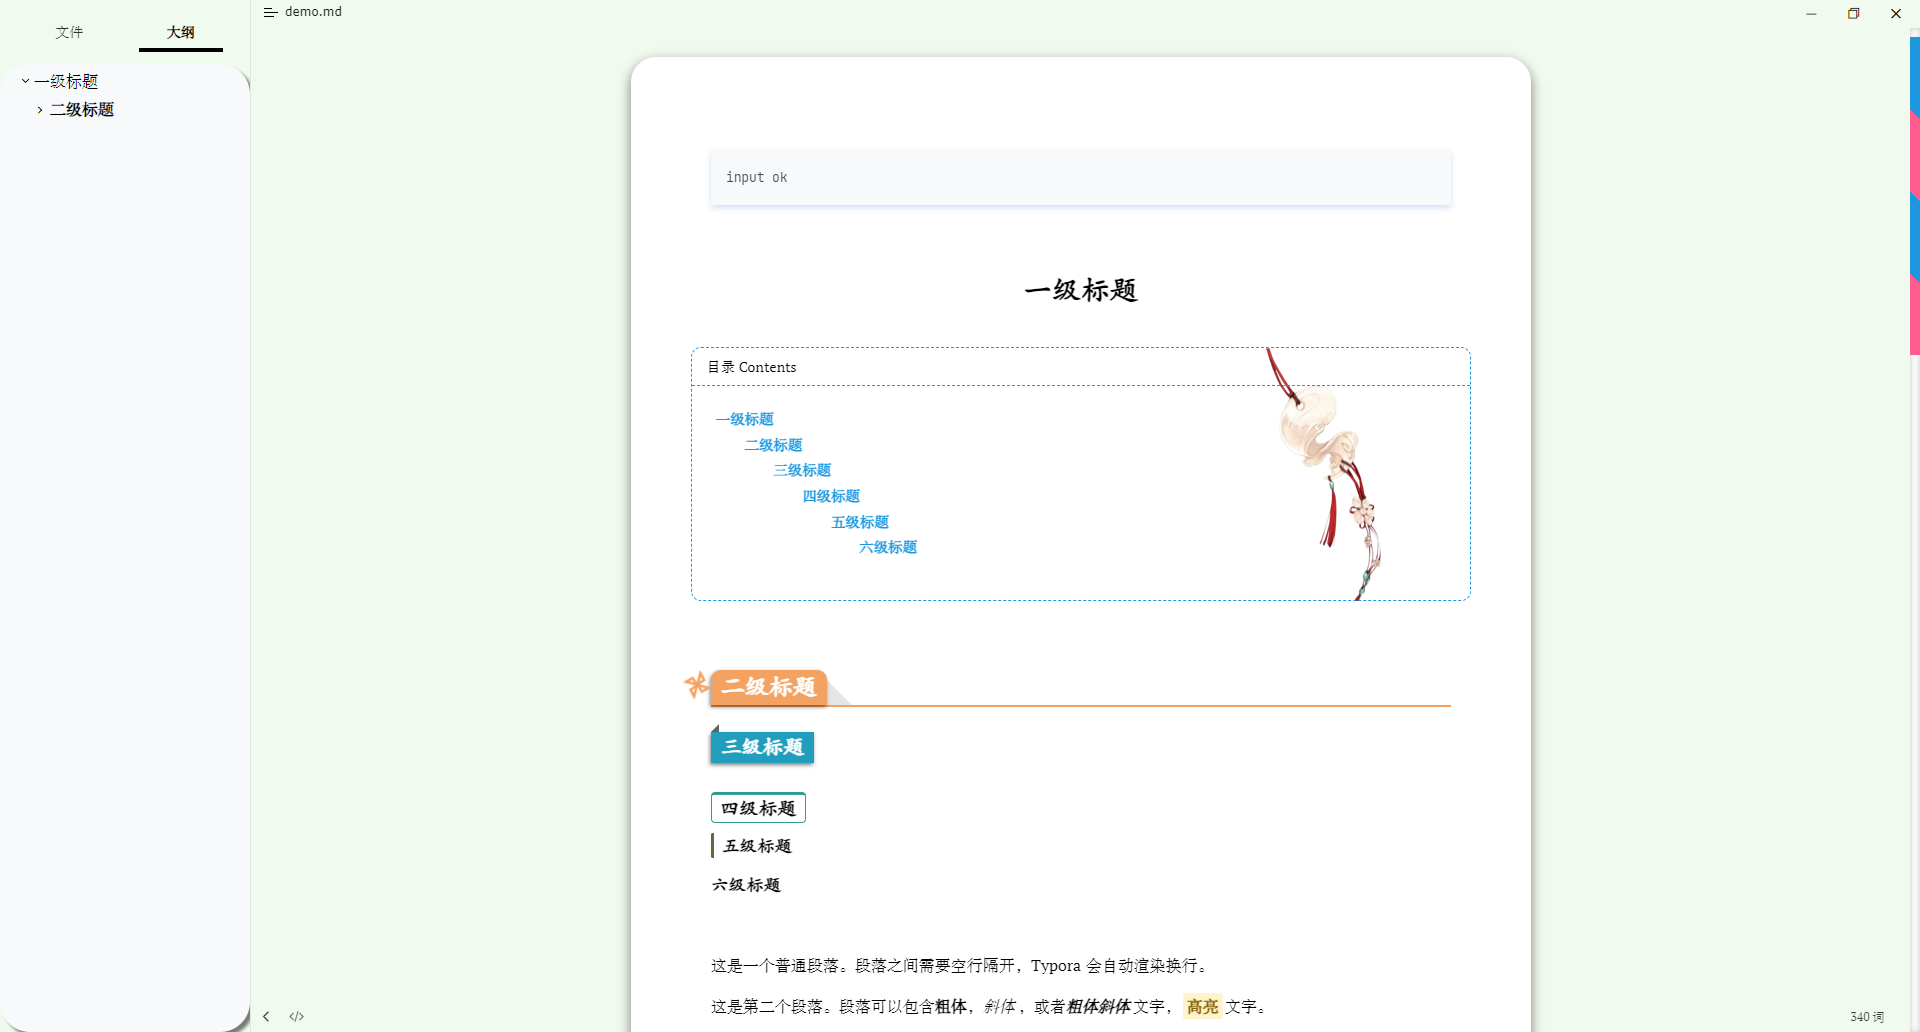 文件
大纲
一级标题
二级标题
demo.md
input ok
一级标题
目录 Contents
一级标题
二级标题
三级标题
四级标题
五级标题
六级标题
二级标题
三级标题
四级标题
五级标题
六级标题
这是一个普通段落。段落之间需要空行隔开，Typora 会自动渲染换行。
这是第二个段落。段落可以包含粗体，斜体，或者粗体斜体文字，高亮文字。
</>
340 词